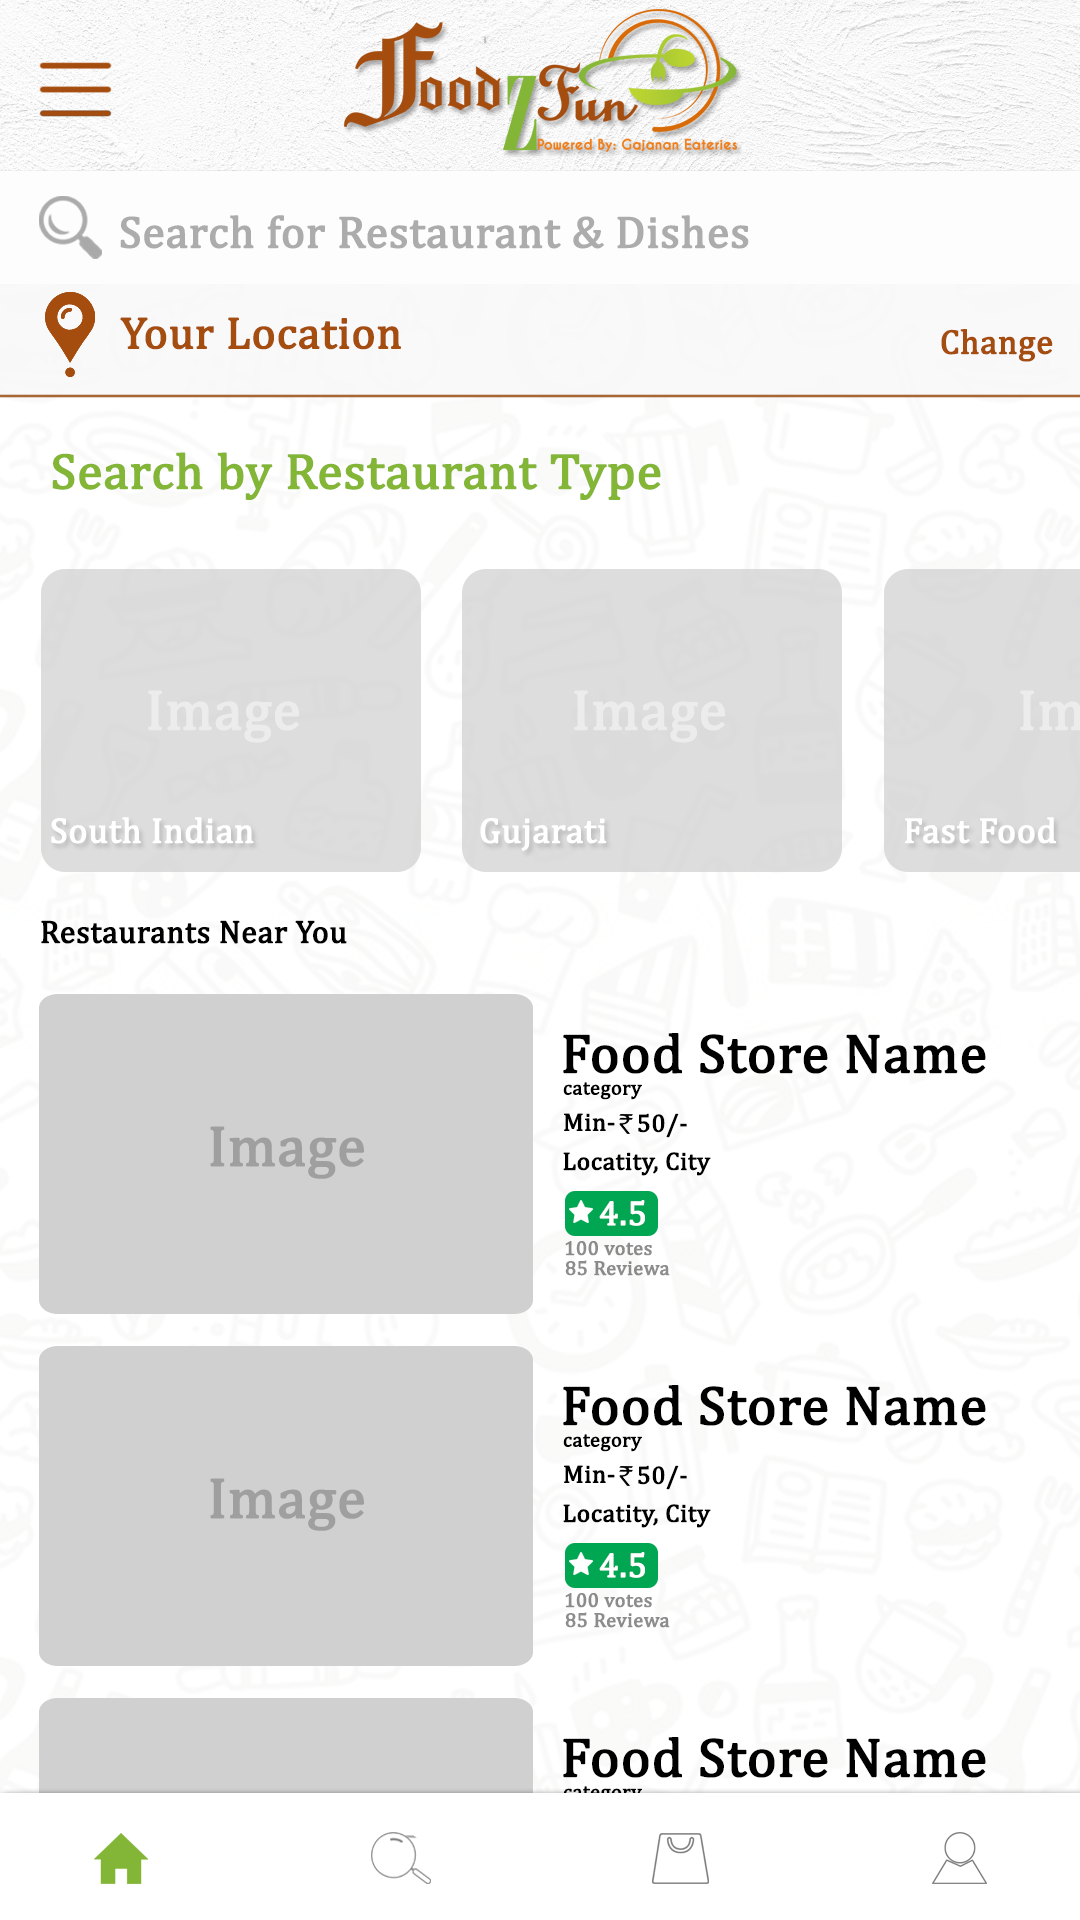 Food Z Fun
Powered By: Gajanan Eateries
Search for Restaurant & Dishes
Your Location
Change
Search by Restaurant Type
Image
Image
Im
South Indian
Gujarati
Fast Food
Restaurants Near You
Image
Food Store Name
category
Min-₹50/-
Locatity, City
4.5
100 votes
85 Reviewa
Image
Food Store Name
category
Min-₹50/-
Locatity, City
4.5
100 votes
85 Reviewa
Food Store Name
category